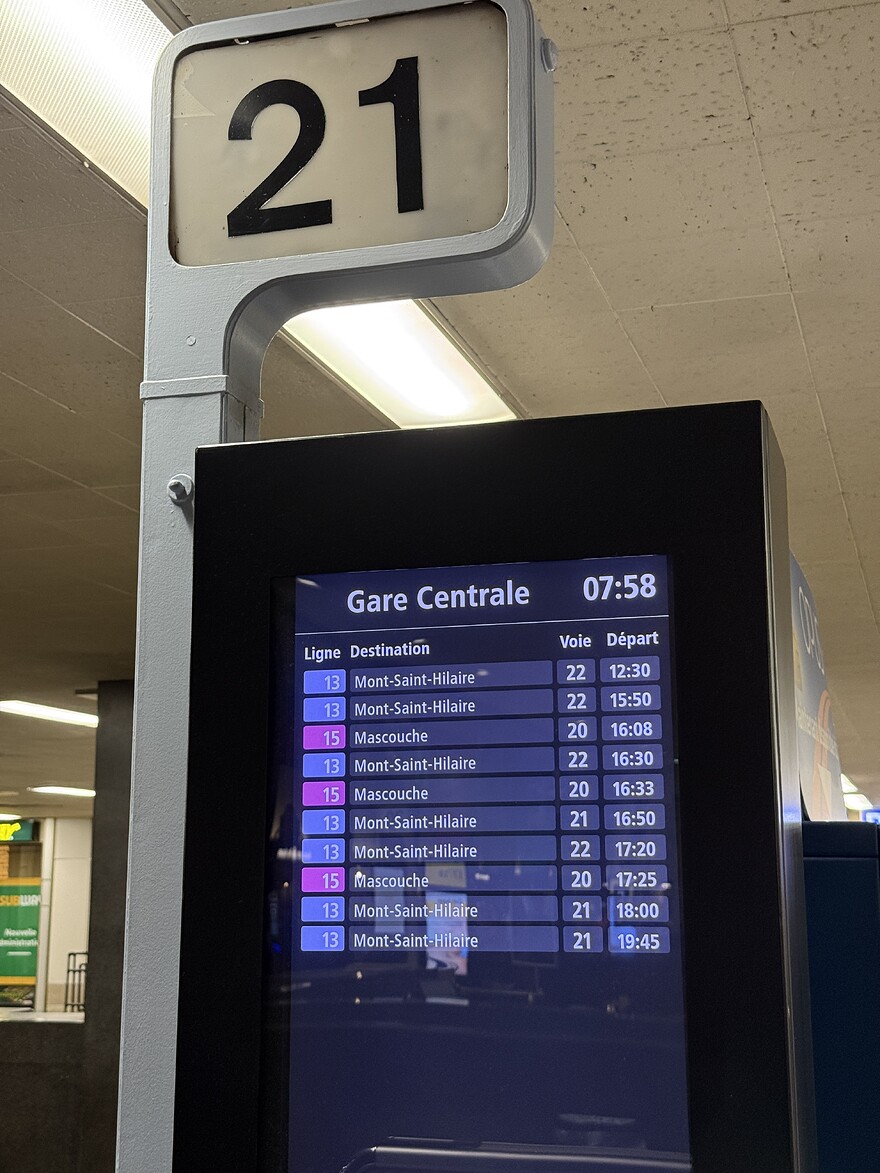 21
Gare Centrale 07:58
Ligne Destination Voie Départ
13 Mont-Saint-Hilaire 22 12:30
13 Mont-Saint-Hilaire 22 15:50
15 Mascouche 20 16:08
13 Mont-Saint-Hilaire 22 16:30
15 Mascouche 20 16:33
13 Mont-Saint-Hilaire 21 16:50
13 Mont-Saint-Hilaire 22 17:20
15 Mascouche 20 17:25
13 Mont-Saint-Hilaire 21 18:00
13 Mont-Saint-Hilaire 21 19:45
SUBWAY
Nouvelle